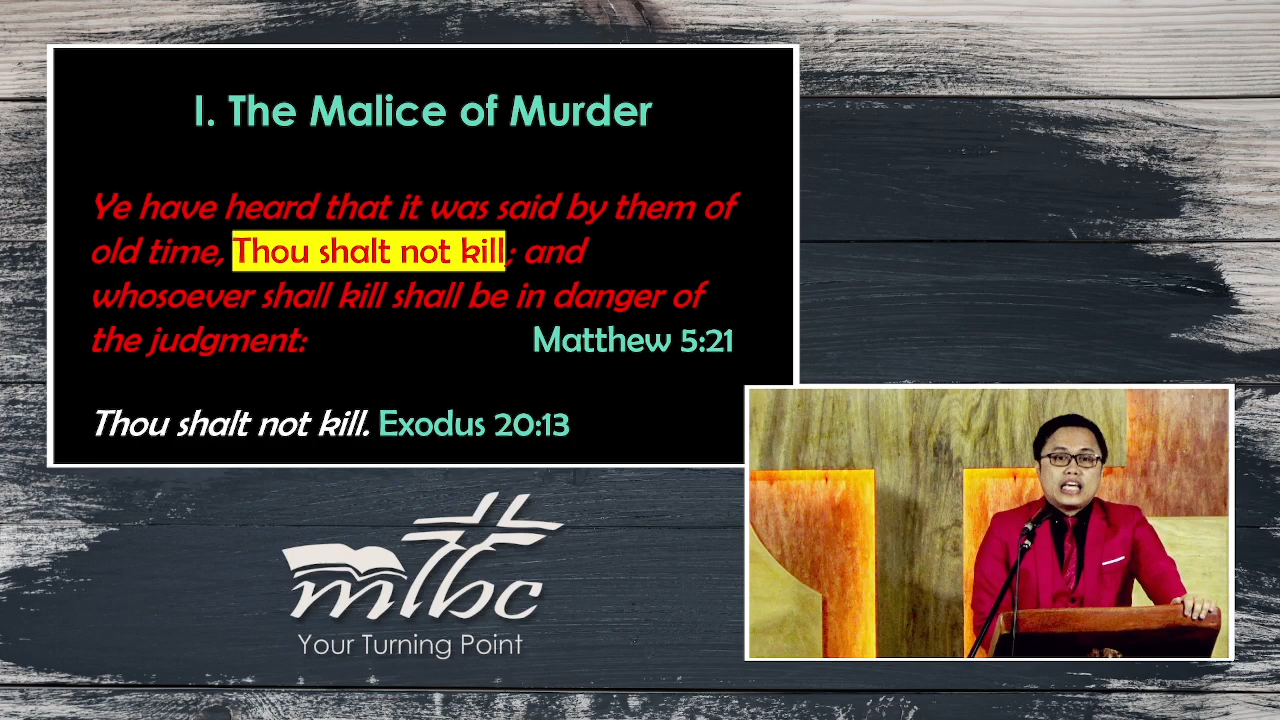 I. The Malice of Murder
Ye have heard that it was said by them of
old time, Thou shalt not kill; and
whosoever shall kill shall be in danger of
the judgment: Matthew 5:21
Thou shalt not kill. Exodus 20:13
mtbc
Your Turning Point